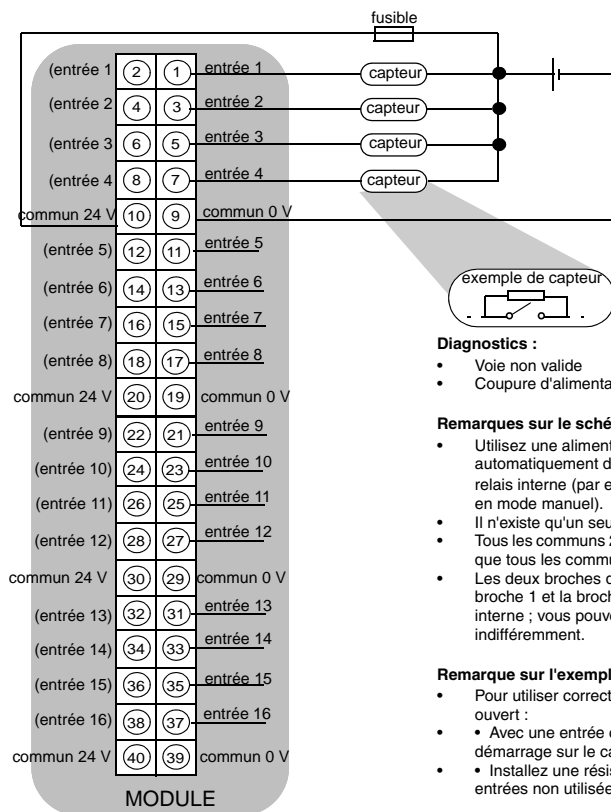 fusible
(entrée 1 2 1 entrée 1 capteur
(entrée 2 4 3 entrée 2 capteur
(entrée 3 6 5 entrée 3 capteur
(entrée 4 8 7 entrée 4 capteur
commun 24 V 10 9 commun 0 V
(entrée 5) 12 11 entrée 5
(entrée 6) 14 13 entrée 6
(entrée 7) 16 15 entrée 7
(entrée 8) 18 17 entrée 8
commun 24 V 20 19 commun 0 V
(entrée 9) 22 21 entrée 9
(entrée 10) 24 23 entrée 10
(entrée 11) 26 25 entrée 11
(entrée 12) 28 27 entrée 12
commun 24 V 30 29 commun 0 V
(entrée 13) 32 31 entrée 13
(entrée 14) 34 33 entrée 14
(entrée 15) 36 35 entrée 15
(entrée 16) 38 37 entrée 16
commun 24 V 40 39 commun 0 V
MODULE
exemple de capteur
Diagnostics :
• Voie non valide
• Coupure d'alimenta
Remarques sur le sché
• Utilisez une aliment
automatiquement d
relais interne (par e
en mode manuel).
• Il n'existe qu'un seu
• Tous les communs 2
que tous les commu
• Les deux broches d
broche 1 et la broch
interne ; vous pouv
indifféremment.
Remarque sur l'exempl
• Pour utiliser correct
ouvert :
• • Avec une entrée d
démarrage sur le ca
• • Installez une résis
entrées non utilisée